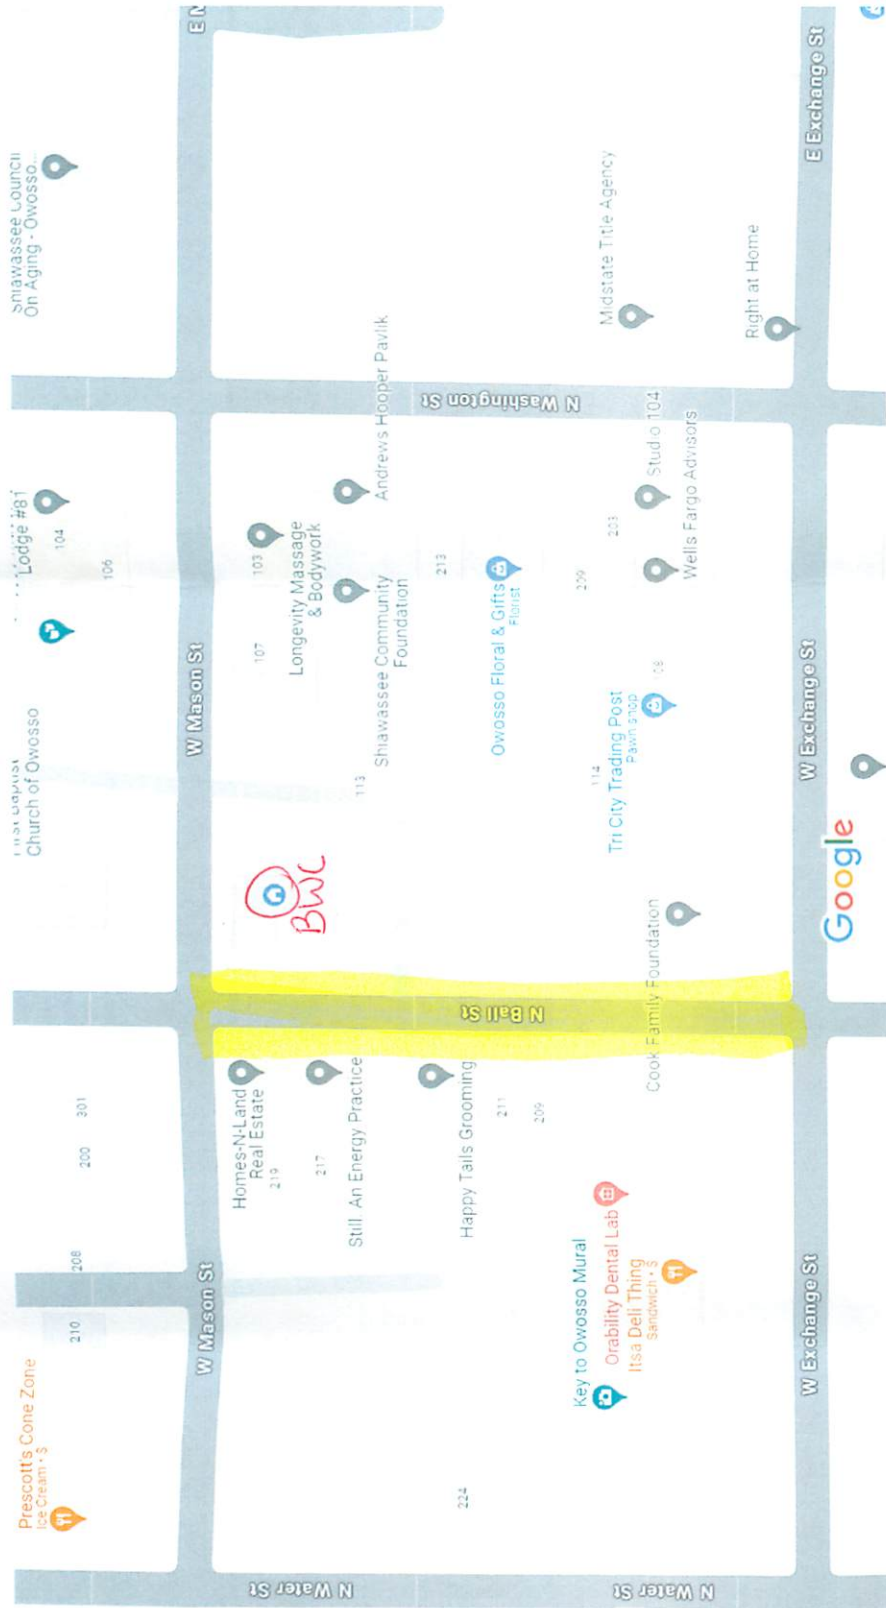 Prescott's Cone Zone
Ice Cream • $
210
208
200
301
Church of Owosso
Lodge #81
104
106
On Aging - Owosso...
W Mason St
W Mason St
E N
N Water St
N Water St
N Ball St
N Washington St
Homes-N-Land
Real Estate
219
217
Still. An Energy Practice
Happy Tails Grooming
211
209
224
Key to Owosso Mural
Orability Dental Lab
Itsa Deli Thing
Sandwich • $
BWC
107
103
Longevity Massage
& Bodywork
113
Shiawassee Community
Foundation
Andrews Hooper Pavlik
213
Owosso Floral & Gifts
Florist
209
203
114
Tri City Trading Post
Pawn shop
108
Studio 104
Wells Fargo Advisors
Cook Family Foundation
Midstate Title Agency
Right at Home
W Exchange St
W Exchange St
E Exchange St
Google